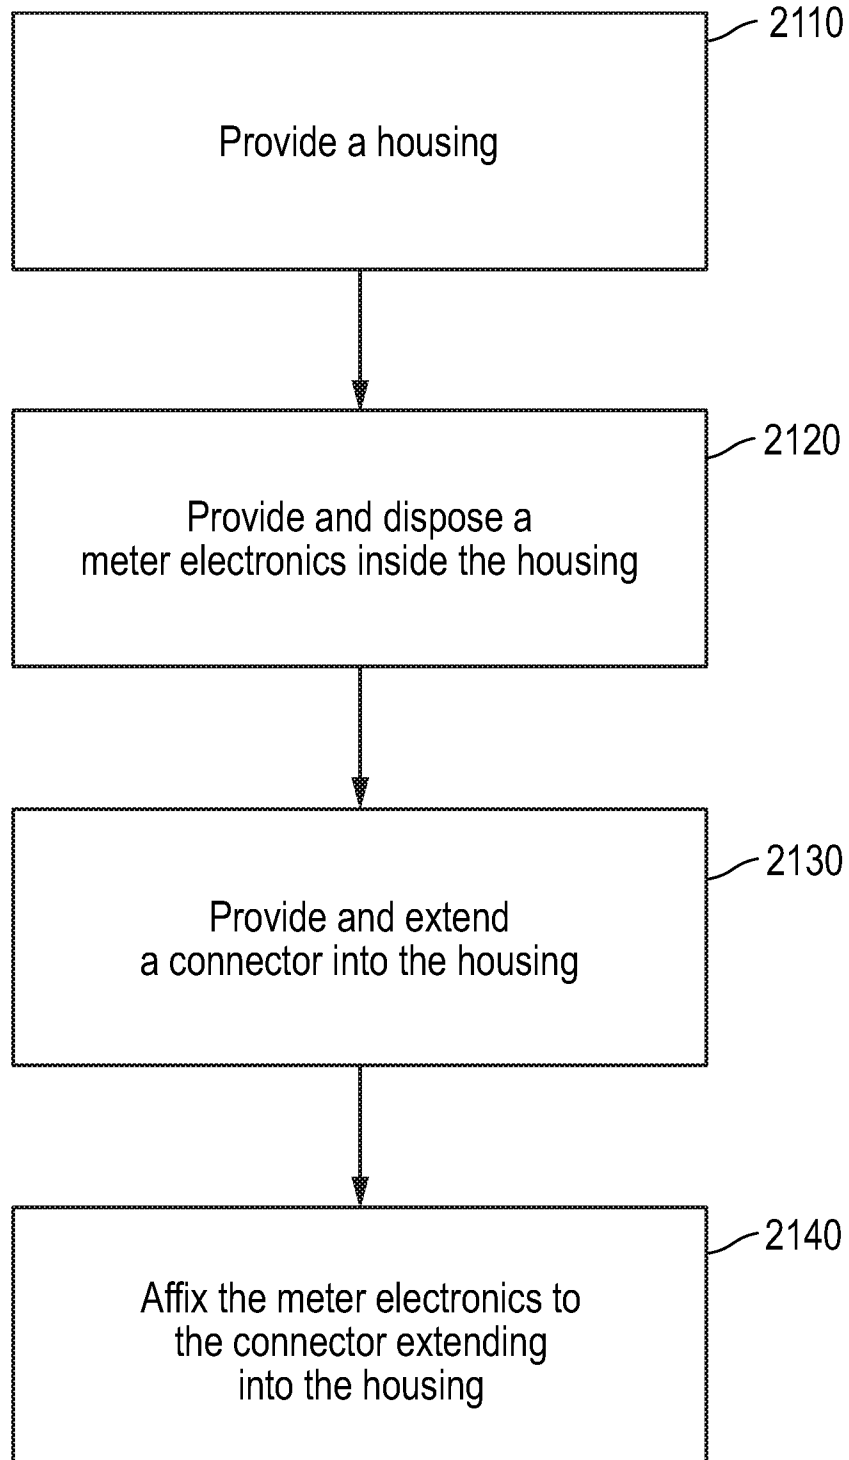 2110
Provide a housing
2120
Provide and dispose a
meter electronics inside the housing
2130
Provide and extend
a connector into the housing
2140
Affix the meter electronics to
the connector extending
into the housing